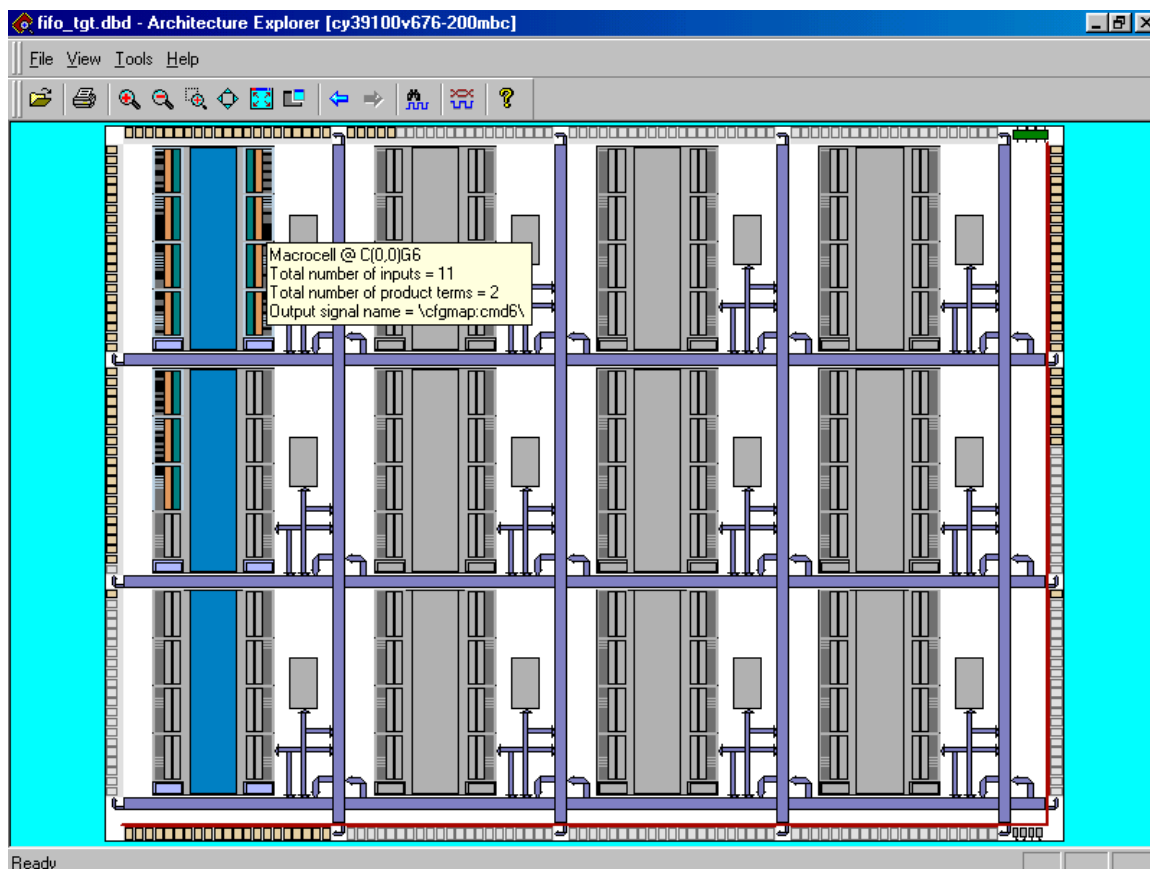 fifo_tgt.dbd - Architecture Explorer [cy39100v676-200mbc]
File View Tools Help
Macrocell @ C(0,0)G6
Total number of inputs = 11
Total number of product terms = 2
Output signal name = \cfgmap:cmd6\
Ready